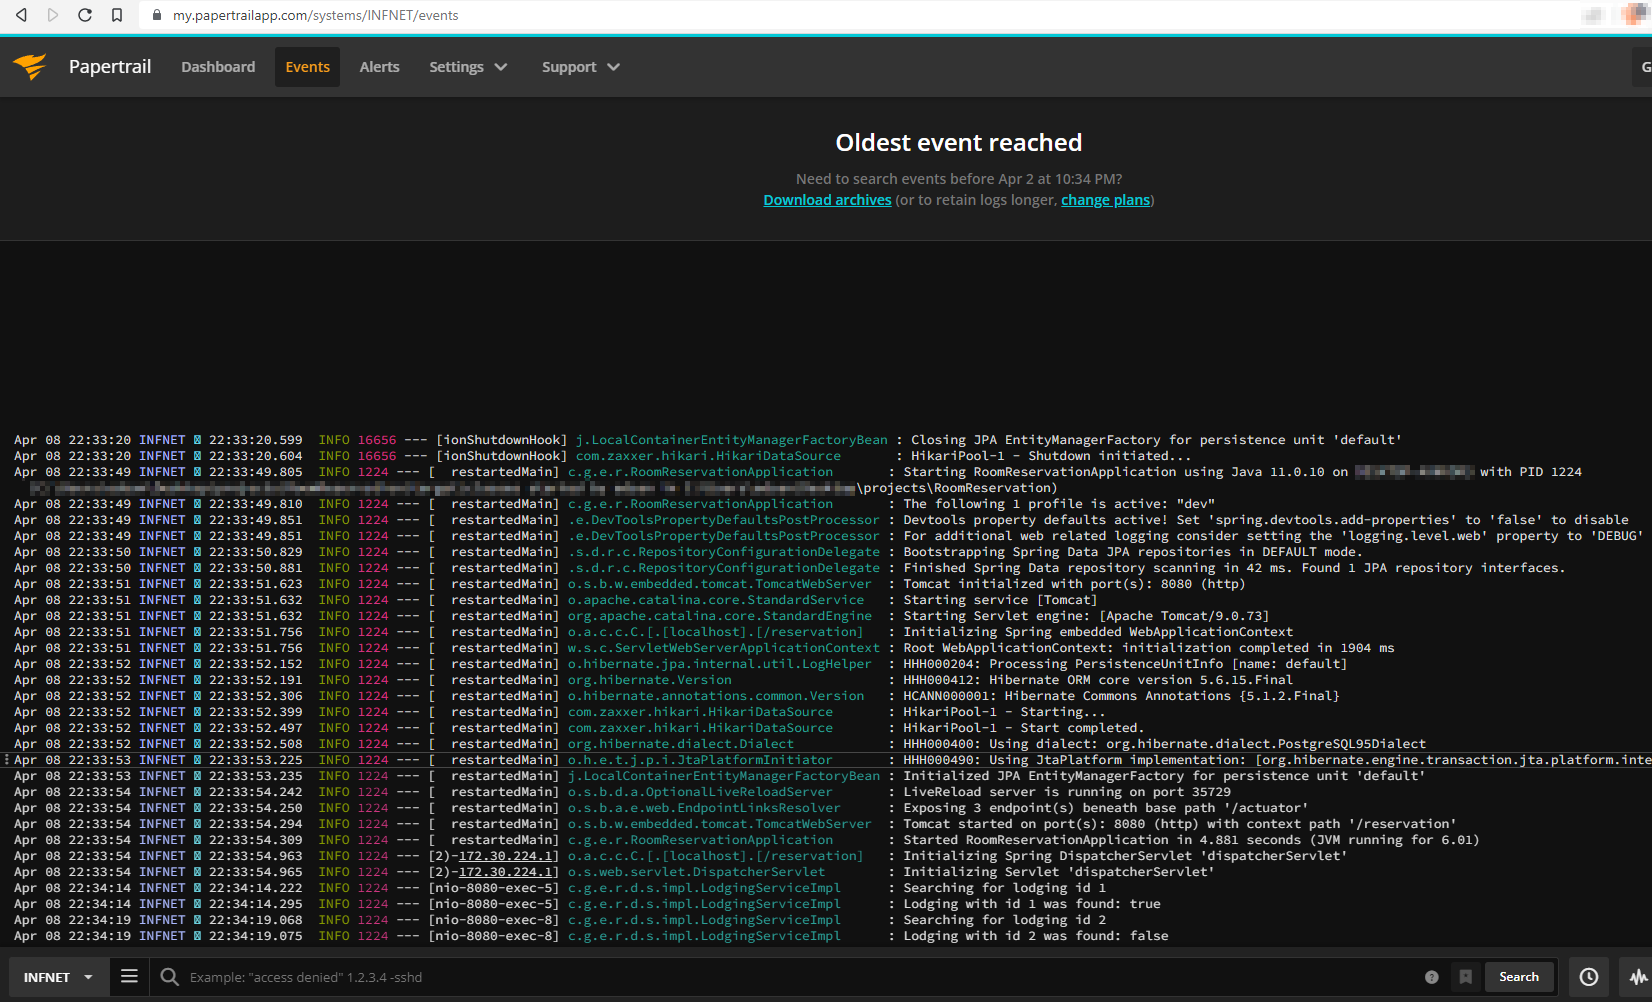 my.papertrailapp.com/systems/INFNET/events
Papertrail Dashboard Events Alerts Settings Support G
Oldest event reached
Need to search events before Apr 2 at 10:34 PM?
Download archives (or to retain logs longer, change plans)
Apr 08 22:33:20 INFNET 22:33:20.599 INFO 16656 --- [ionShutdownHook] j.LocalContainerEntityManagerFactoryBean : Closing JPA EntityManagerFactory for persistence unit 'default'
Apr 08 22:33:20 INFNET 22:33:20.604 INFO 16656 --- [ionShutdownHook] com.zaxxer.hikari.HikariDataSource : HikariPool-1 - Shutdown initiated...
Apr 08 22:33:49 INFNET 22:33:49.805 INFO 1224 --- [ restartedMain] c.g.e.r.RoomReservationApplication : Starting RoomReservationApplication using Java 11.0.10 on with PID 1224
\projects\RoomReservation)
Apr 08 22:33:49 INFNET 22:33:49.810 INFO 1224 --- [ restartedMain] c.g.e.r.RoomReservationApplication : The following 1 profile is active: "dev"
Apr 08 22:33:49 INFNET 22:33:49.851 INFO 1224 --- [ restartedMain] .e.DevToolsPropertyDefaultsPostProcessor : Devtools property defaults active! Set 'spring.devtools.add-properties' to 'false' to disable
Apr 08 22:33:49 INFNET 22:33:49.851 INFO 1224 --- [ restartedMain] .e.DevToolsPropertyDefaultsPostProcessor : For additional web related logging consider setting the 'logging.level.web' property to 'DEBUG'
Apr 08 22:33:50 INFNET 22:33:50.829 INFO 1224 --- [ restartedMain] .s.d.r.c.RepositoryConfigurationDelegate : Bootstrapping Spring Data JPA repositories in DEFAULT mode.
Apr 08 22:33:50 INFNET 22:33:50.881 INFO 1224 --- [ restartedMain] .s.d.r.c.RepositoryConfigurationDelegate : Finished Spring Data repository scanning in 42 ms. Found 1 JPA repository interfaces.
Apr 08 22:33:51 INFNET 22:33:51.623 INFO 1224 --- [ restartedMain] o.s.b.w.embedded.tomcat.TomcatWebServer : Tomcat initialized with port(s): 8080 (http)
Apr 08 22:33:51 INFNET 22:33:51.632 INFO 1224 --- [ restartedMain] o.apache.catalina.core.StandardService : Starting service [Tomcat]
Apr 08 22:33:51 INFNET 22:33:51.632 INFO 1224 --- [ restartedMain] org.apache.catalina.core.StandardEngine : Starting Servlet engine: [Apache Tomcat/9.0.73]
Apr 08 22:33:51 INFNET 22:33:51.756 INFO 1224 --- [ restartedMain] o.a.c.c.C.[.[localhost].[/reservation] : Initializing Spring embedded WebApplicationContext
Apr 08 22:33:51 INFNET 22:33:51.756 INFO 1224 --- [ restartedMain] w.s.c.ServletWebServerApplicationContext : Root WebApplicationContext: initialization completed in 1904 ms
Apr 08 22:33:52 INFNET 22:33:52.152 INFO 1224 --- [ restartedMain] o.hibernate.jpa.internal.util.LogHelper : HHH000204: Processing PersistenceUnitInfo [name: default]
Apr 08 22:33:52 INFNET 22:33:52.191 INFO 1224 --- [ restartedMain] org.hibernate.Version : HHH000412: Hibernate ORM core version 5.6.15.Final
Apr 08 22:33:52 INFNET 22:33:52.306 INFO 1224 --- [ restartedMain] o.hibernate.annotations.common.Version : HCANN000001: Hibernate Commons Annotations {5.1.2.Final}
Apr 08 22:33:52 INFNET 22:33:52.399 INFO 1224 --- [ restartedMain] com.zaxxer.hikari.HikariDataSource : HikariPool-1 - Starting...
Apr 08 22:33:52 INFNET 22:33:52.497 INFO 1224 --- [ restartedMain] com.zaxxer.hikari.HikariDataSource : HikariPool-1 - Start completed.
Apr 08 22:33:52 INFNET 22:33:52.508 INFO 1224 --- [ restartedMain] org.hibernate.dialect.Dialect : HHH000400: Using dialect: org.hibernate.dialect.PostgreSQL95Dialect
Apr 08 22:33:53 INFNET 22:33:53.225 INFO 1224 --- [ restartedMain] o.h.e.t.j.p.i.JtaPlatformInitiator : HHH000490: Using JtaPlatform implementation: [org.hibernate.engine.transaction.jta.platform.inte
Apr 08 22:33:53 INFNET 22:33:53.235 INFO 1224 --- [ restartedMain] j.LocalContainerEntityManagerFactoryBean : Initialized JPA EntityManagerFactory for persistence unit 'default'
Apr 08 22:33:54 INFNET 22:33:54.242 INFO 1224 --- [ restartedMain] o.s.b.d.a.OptionalLiveReloadServer : LiveReload server is running on port 35729
Apr 08 22:33:54 INFNET 22:33:54.250 INFO 1224 --- [ restartedMain] o.s.b.a.e.web.EndpointLinksResolver : Exposing 3 endpoint(s) beneath base path '/actuator'
Apr 08 22:33:54 INFNET 22:33:54.294 INFO 1224 --- [ restartedMain] o.s.b.w.embedded.tomcat.TomcatWebServer : Tomcat started on port(s): 8080 (http) with context path '/reservation'
Apr 08 22:33:54 INFNET 22:33:54.309 INFO 1224 --- [ restartedMain] c.g.e.r.RoomReservationApplication : Started RoomReservationApplication in 4.881 seconds (JVM running for 6.01)
Apr 08 22:33:54 INFNET 22:33:54.963 INFO 1224 --- [2)-172.30.224.1] o.a.c.c.C.[.[localhost].[/reservation] : Initializing Spring DispatcherServlet 'dispatcherServlet'
Apr 08 22:33:54 INFNET 22:33:54.965 INFO 1224 --- [2)-172.30.224.1] o.s.web.servlet.DispatcherServlet : Initializing Servlet 'dispatcherServlet'
Apr 08 22:34:14 INFNET 22:34:14.222 INFO 1224 --- [nio-8080-exec-5] c.g.e.r.d.s.impl.LodgingServiceImpl : Searching for lodging id 1
Apr 08 22:34:14 INFNET 22:34:14.295 INFO 1224 --- [nio-8080-exec-5] c.g.e.r.d.s.impl.LodgingServiceImpl : Lodging with id 1 was found: true
Apr 08 22:34:19 INFNET 22:34:19.068 INFO 1224 --- [nio-8080-exec-8] c.g.e.r.d.s.impl.LodgingServiceImpl : Searching for lodging id 2
Apr 08 22:34:19 INFNET 22:34:19.075 INFO 1224 --- [nio-8080-exec-8] c.g.e.r.d.s.impl.LodgingServiceImpl : Lodging with id 2 was found: false
INFNET Example: "access denied" 1.2.3.4 -sshd ? Search